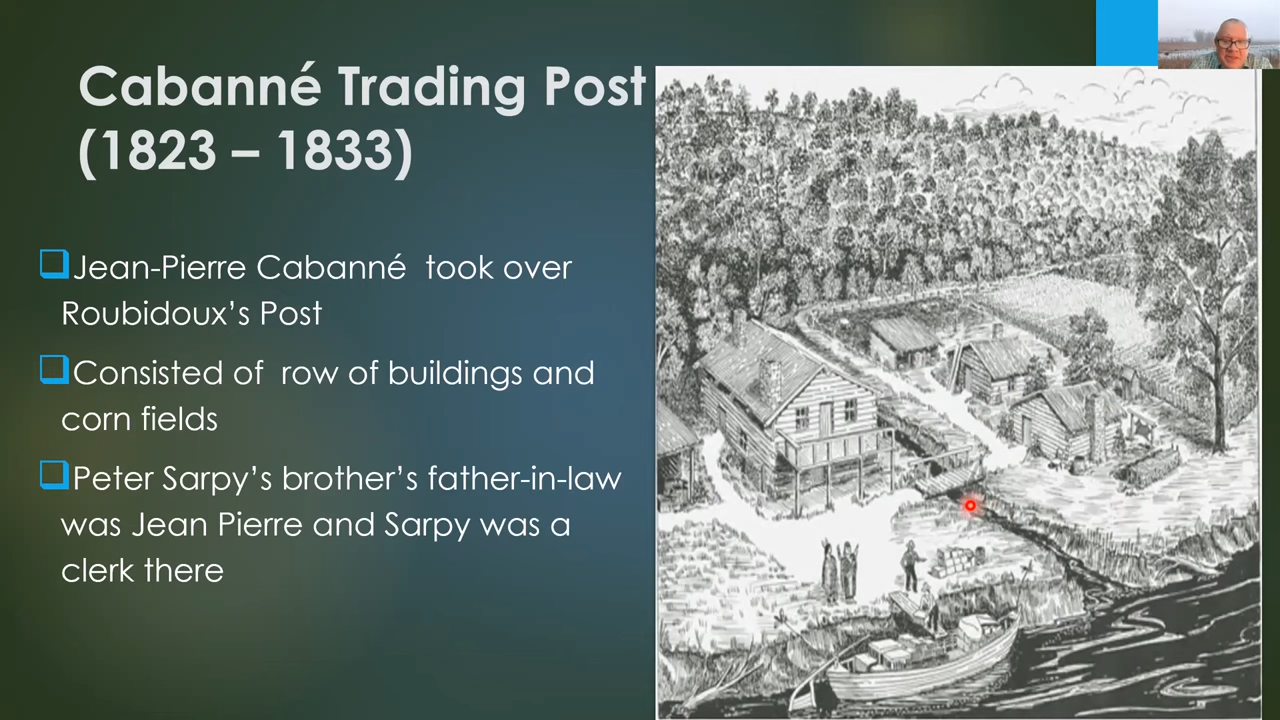 Cabanné Trading Post
(1823 – 1833)
Jean-Pierre Cabanné took over
Roubidoux’s Post
Consisted of row of buildings and
corn fields
Peter Sarpy’s brother’s father-in-law
was Jean Pierre and Sarpy was a
clerk there